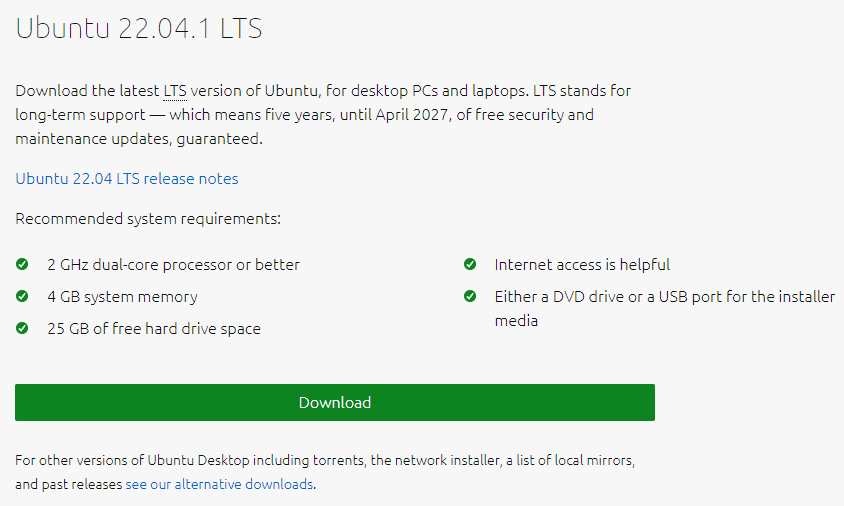 Ubuntu 22.04.1 LTS
Download the latest LTS version of Ubuntu, for desktop PCs and laptops. LTS stands for
long-term support — which means five years, until April 2027, of free security and
maintenance updates, guaranteed.
Ubuntu 22.04 LTS release notes
Recommended system requirements:
2 GHz dual-core processor or better
4 GB system memory
25 GB of free hard drive space
Internet access is helpful
Either a DVD drive or a USB port for the installer
media
Download
For other versions of Ubuntu Desktop including torrents, the network installer, a list of local mirrors,
and past releases see our alternative downloads.